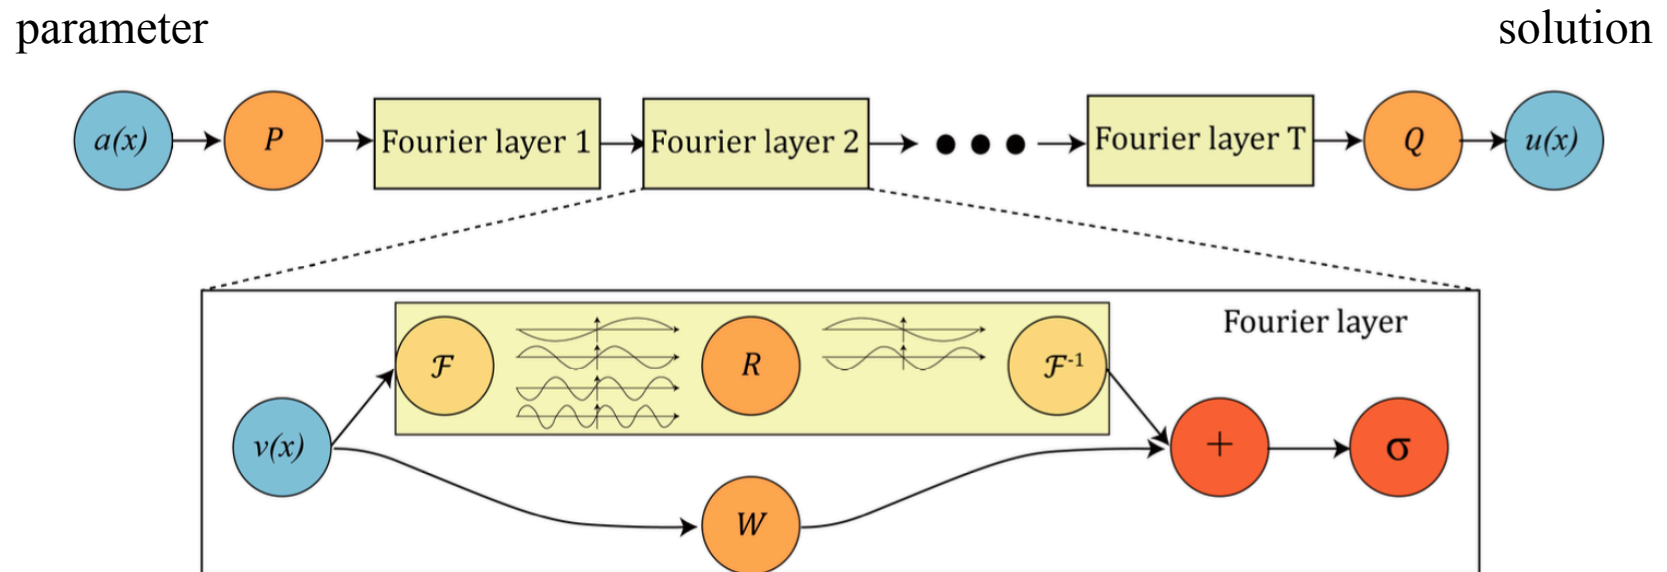 parameter
solution
a(x)
P
Fourier layer 1
Fourier layer 2
Fourier layer T
Q
u(x)
Fourier layer
ℱ
R
ℱ⁻¹
v(x)
+
σ
W